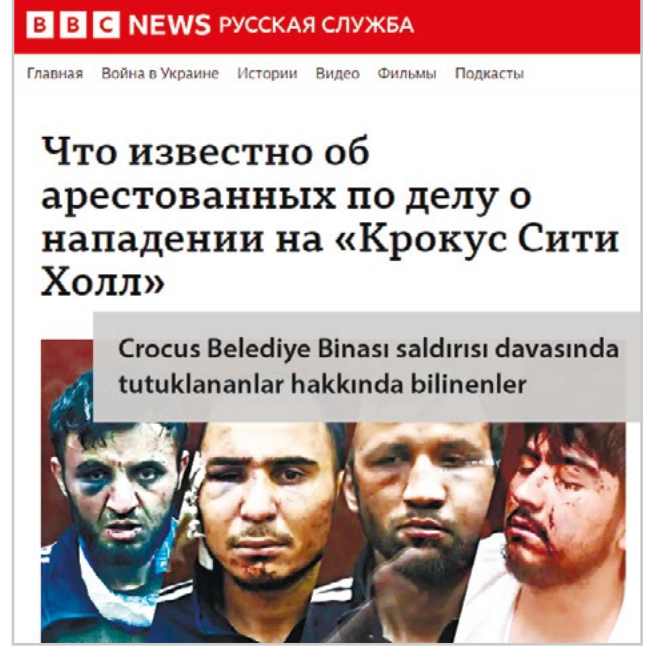 BBC NEWS РУССКАЯ СЛУЖБА
Главная Война в Украине Истории Видео Фильмы Подкасты
Что известно об
арестованных по делу о
нападении на «Крокус Сити
Холл»
Crocus Belediye Binası saldırısı davasında
tutuklananlar hakkında bilinenler